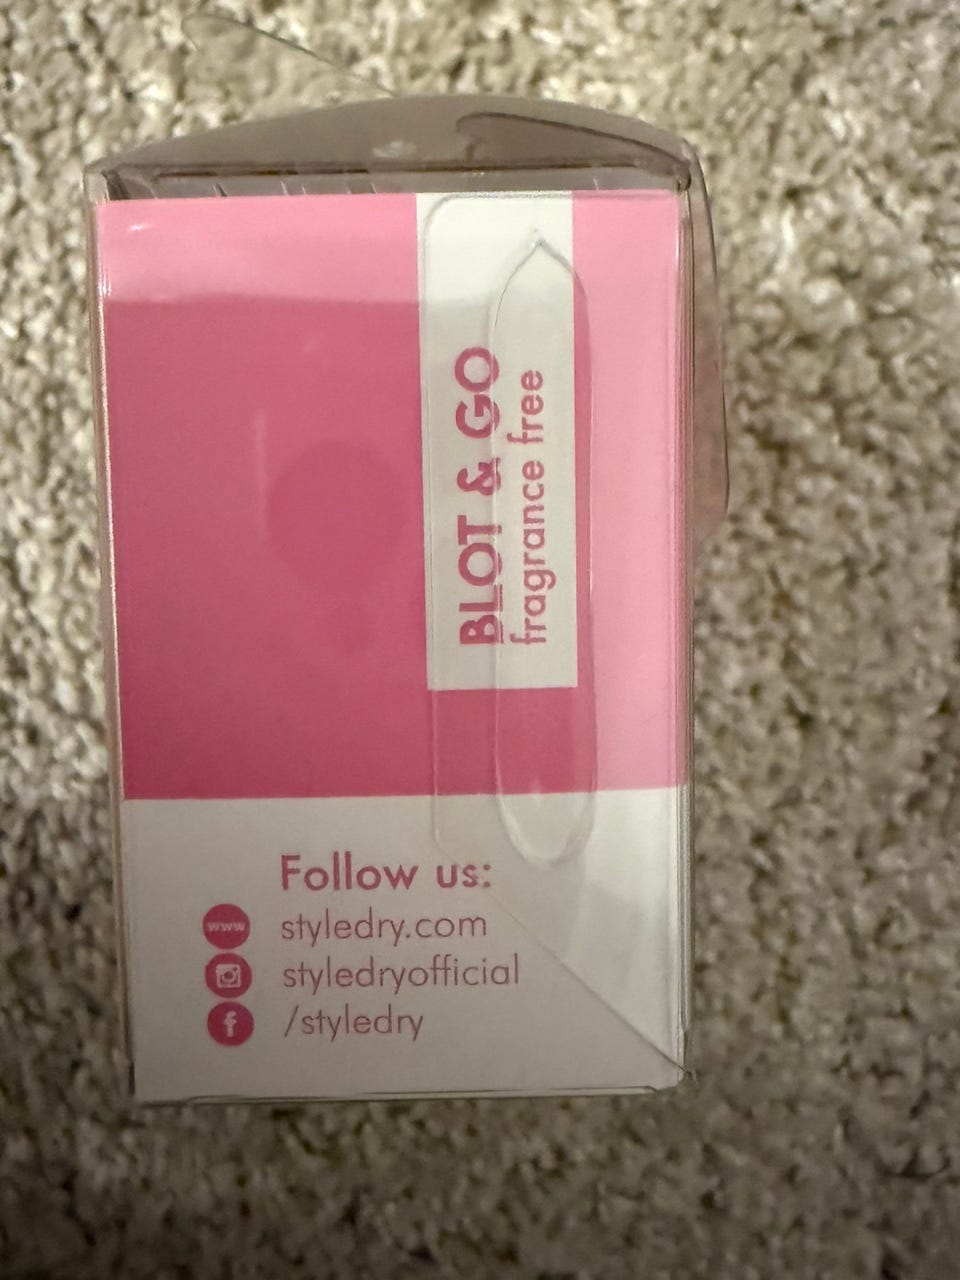 BLOT & GO
fragrance free
Follow us:
www styledry.com
styledryofficial
f /styledry